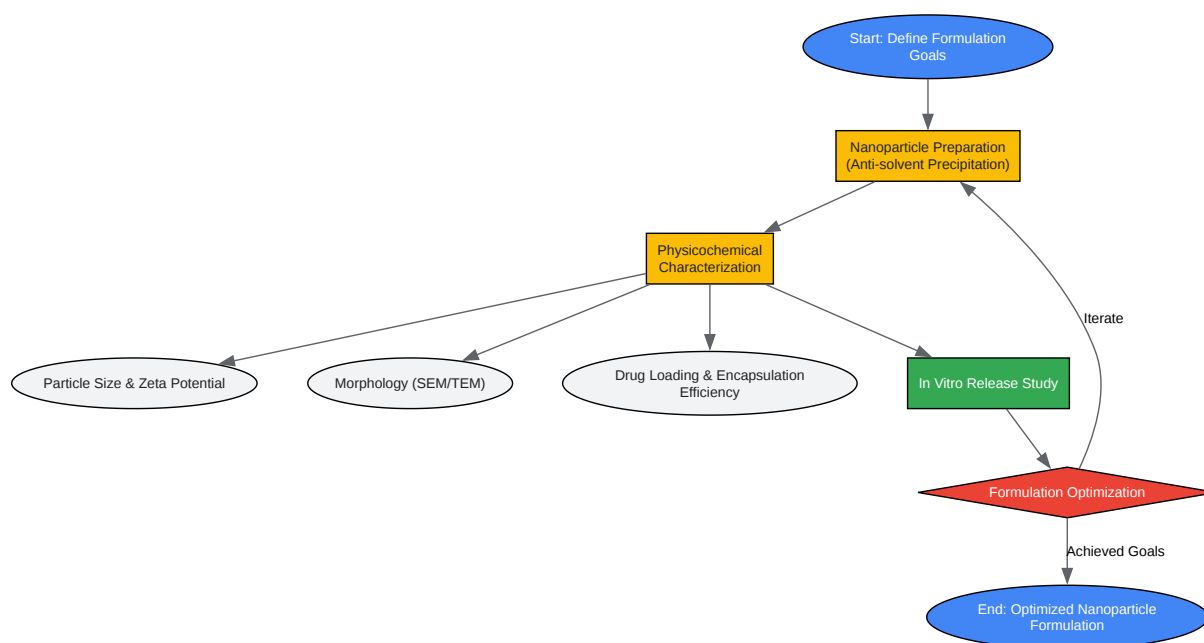 Start: Define Formulation
Goals
Nanoparticle Preparation
(Anti-solvent Precipitation)
Physicochemical
Characterization
Iterate
Particle Size & Zeta Potential
Morphology (SEM/TEM)
Drug Loading & Encapsulation
Efficiency
In Vitro Release Study
Formulation Optimization
Achieved Goals
End: Optimized Nanoparticle
Formulation